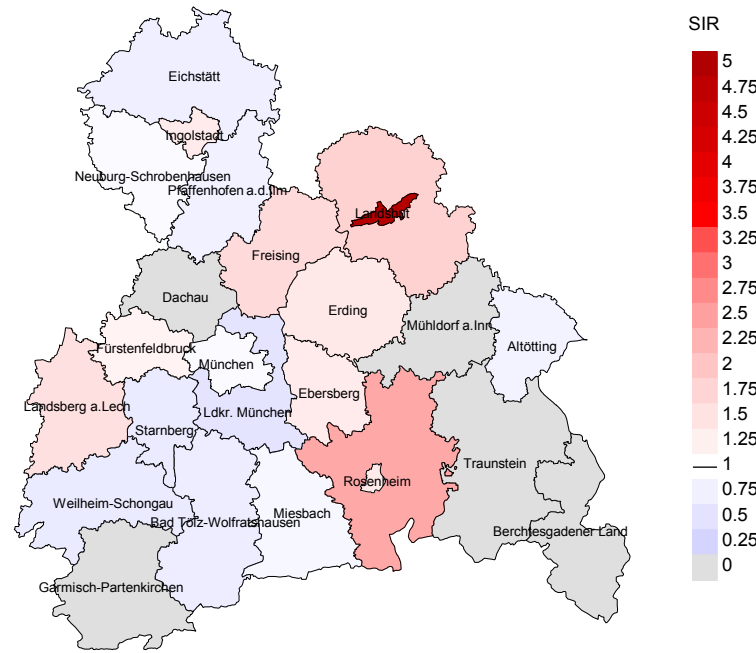 SIR
Eichstätt
Ingolstadt
Neuburg-Schrobenhausen
Pfaffenhofen a.d.Ilm
Landshut
Freising
Dachau
Erding
Mühldorf a.Inn
Altötting
Fürstenfeldbruck
München
Ebersberg
Landsberg a.Lech
Ldkr. München
Starnberg
Traunstein
Rosenheim
Weilheim-Schongau
Bad Tölz-Wolfratshausen
Miesbach
Berchtesgadener Land
Garmisch-Partenkirchen
5
4.75
4.5
4.25
4
3.75
3.5
3.25
3
2.75
2.5
2.25
2
1.75
1.5
1.25
1
0.75
0.5
0.25
0